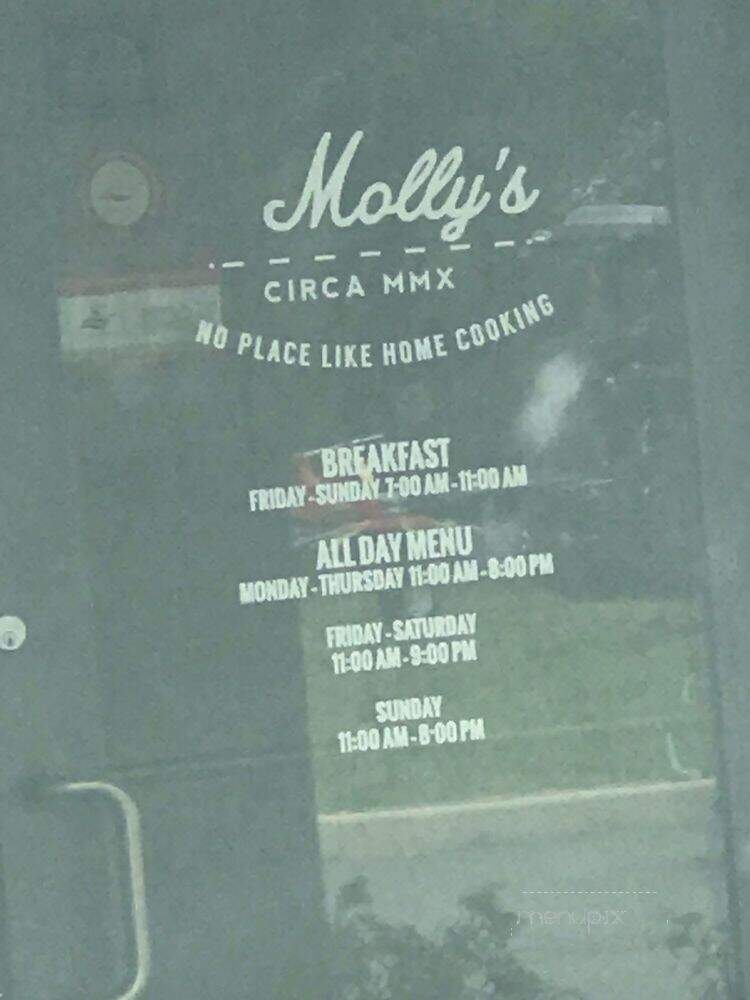 Molly's
CIRCA MMX
NO PLACE LIKE HOME COOKING
BREAKFAST
FRIDAY-SUNDAY 7:00 AM-11:00 AM
ALL DAY MENU
MONDAY-THURSDAY 11:00 AM-8:00 PM
FRIDAY-SATURDAY
11:00 AM-9:00 PM
SUNDAY
11:00 AM-8:00 PM
menupix